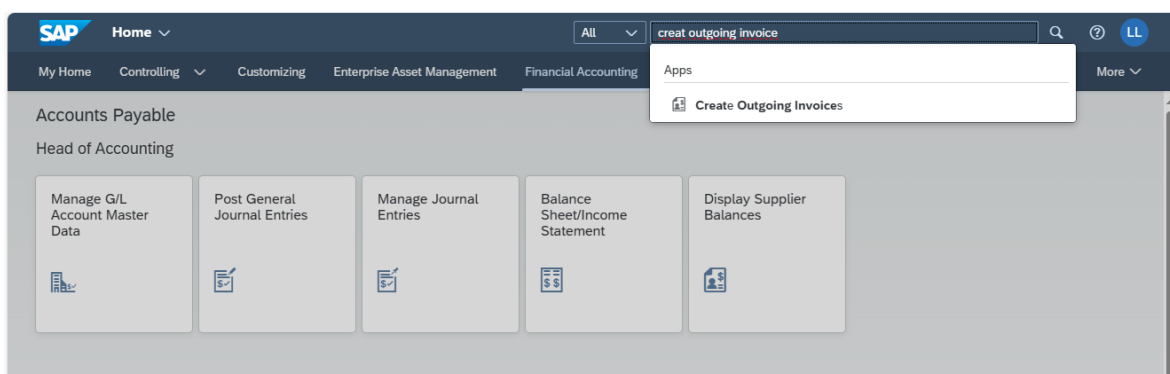 SAP
Home
All
creat outgoing invoice
LL
My Home
Controlling
Customizing
Enterprise Asset Management
Financial Accounting
More
Apps
Create Outgoing Invoices
Accounts Payable
Head of Accounting
Manage G/L
Account Master
Data
Post General
Journal Entries
Manage Journal
Entries
Balance
Sheet/Income
Statement
Display Supplier
Balances